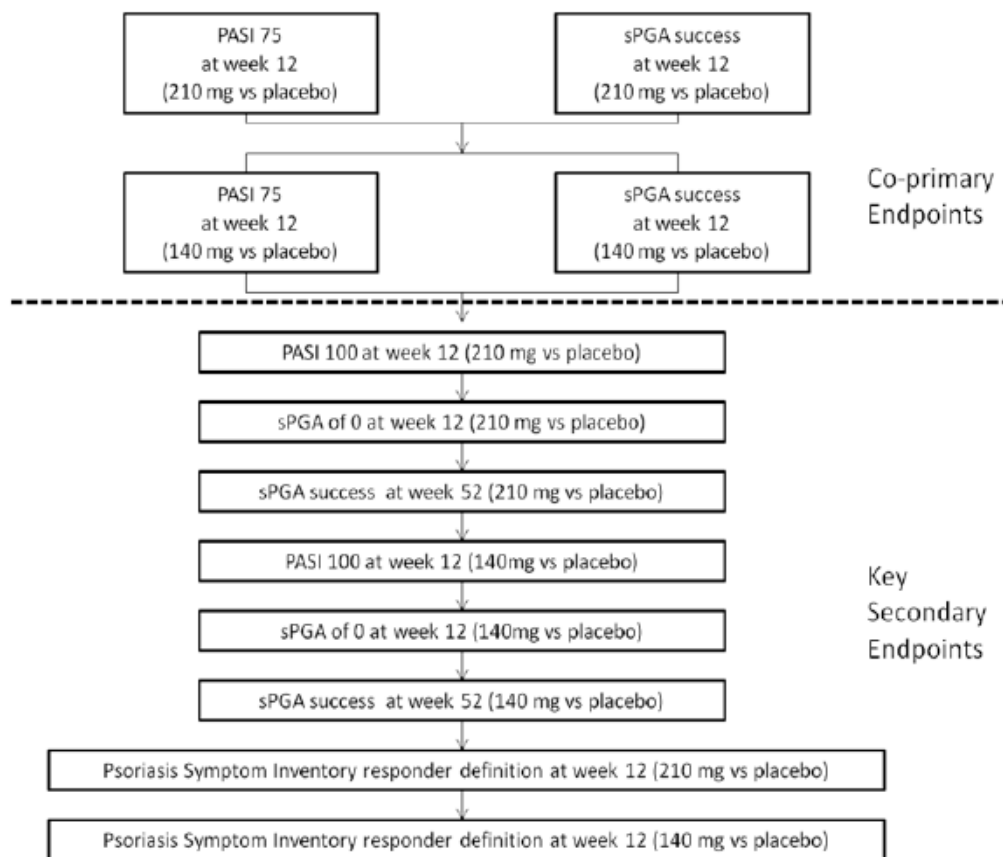 PASI 75
at week 12
(210 mg vs placebo)
sPGA success
at week 12
(210 mg vs placebo)
PASI 75
at week 12
(140 mg vs placebo)
sPGA success
at week 12
(140 mg vs placebo)
Co-primary
Endpoints
PASI 100 at week 12 (210 mg vs placebo)
sPGA of 0 at week 12 (210 mg vs placebo)
sPGA success at week 52 (210 mg vs placebo)
PASI 100 at week 12 (140mg vs placebo)
sPGA of 0 at week 12 (140mg vs placebo)
sPGA success at week 52 (140 mg vs placebo)
Key
Secondary
Endpoints
Psoriasis Symptom Inventory responder definition at week 12 (210 mg vs placebo)
Psoriasis Symptom Inventory responder definition at week 12 (140 mg vs placebo)